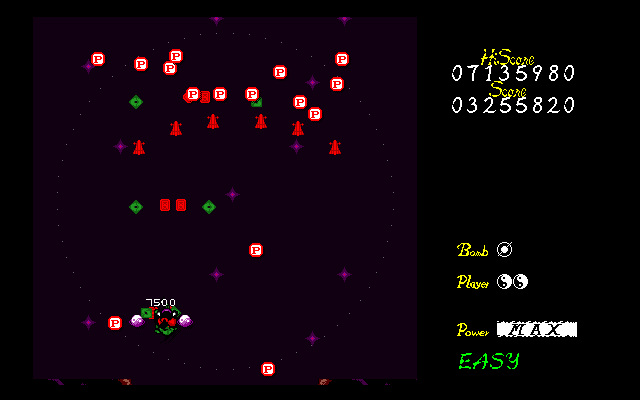 HiScore
07135980
Score
03255820
P P P P P P
P P P P P P P
P
7500
P
P
Bomb
Player
Power MAX
EASY